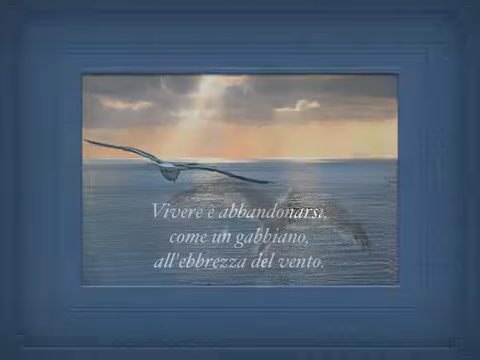 Vivere è abbandonarsi,
come un gabbiano,
all'ebbrezza del vento.